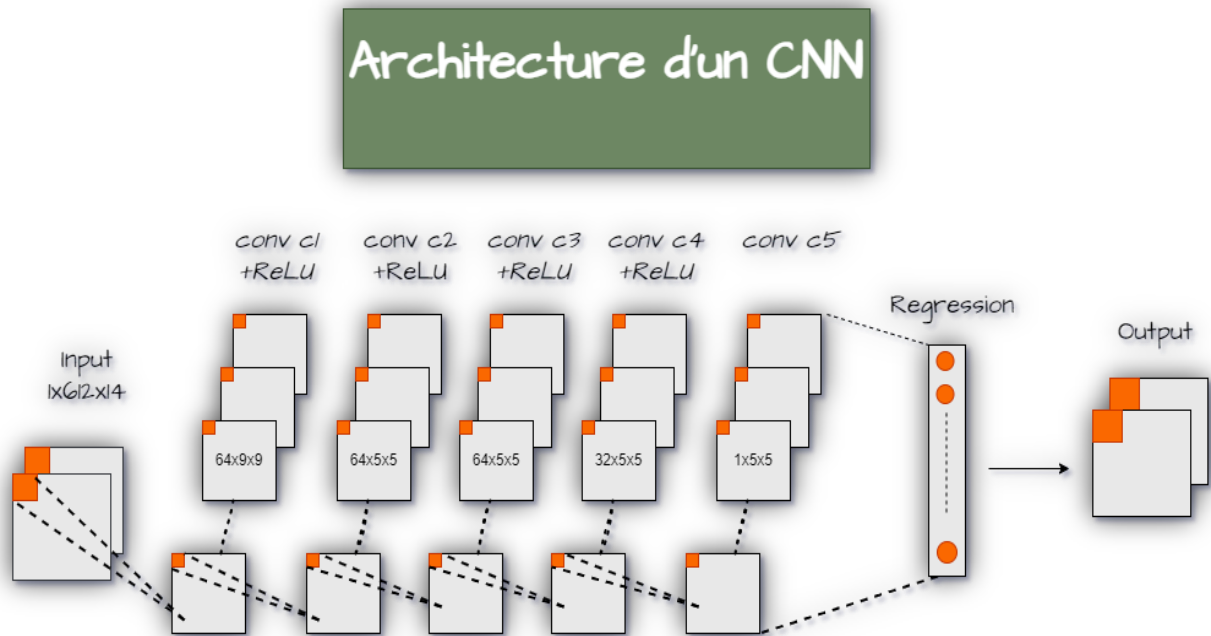 Architecture d'un CNN
conv c1
+ReLU
conv c2
+ReLU
conv c3
+ReLU
conv c4
+ReLU
conv c5
Regression
Output
Input
1x612x14
64x9x9
64x5x5
64x5x5
32x5x5
1x5x5